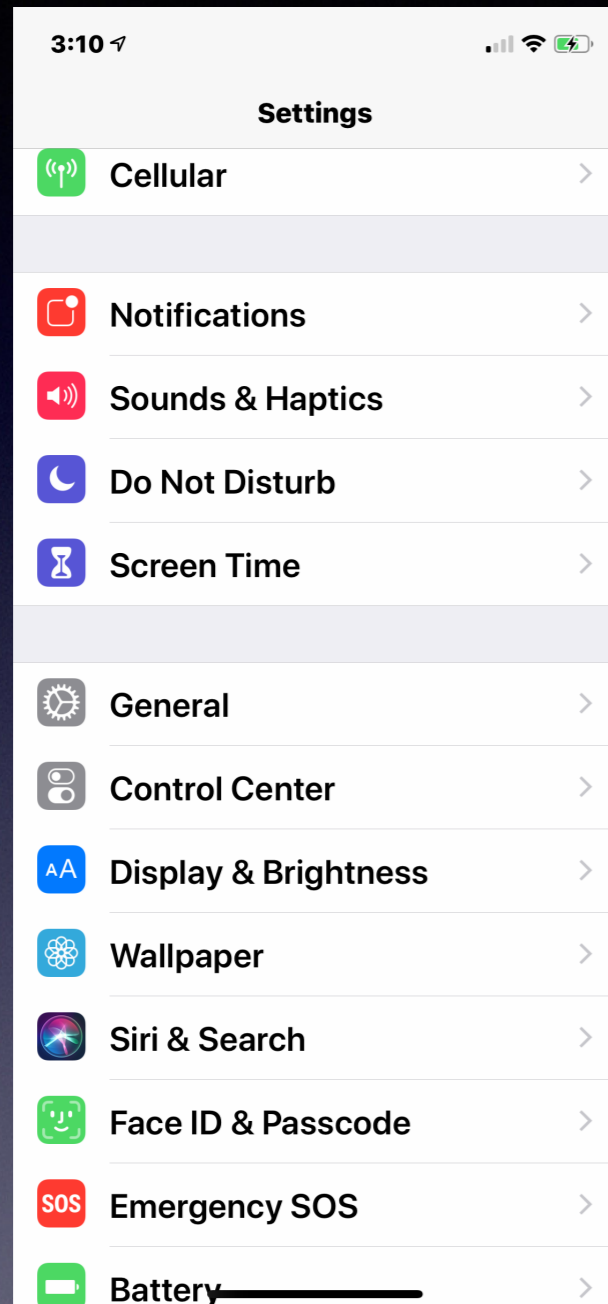 3:10
Settings
Cellular
Notifications
Sounds & Haptics
Do Not Disturb
Screen Time
General
Control Center
AA
Display & Brightness
Wallpaper
Siri & Search
Face ID & Passcode
SOS
Emergency SOS
Battery